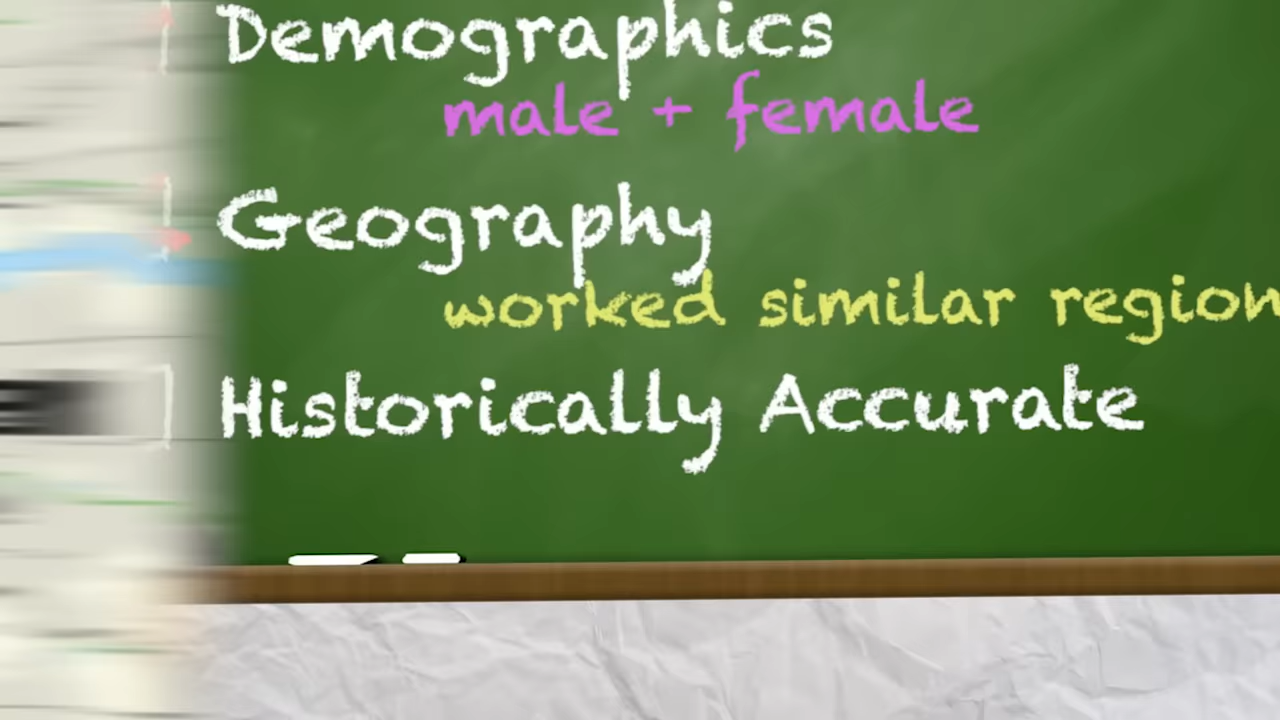 Demographics
male + female
Geography
worked similar region
Historically Accurate